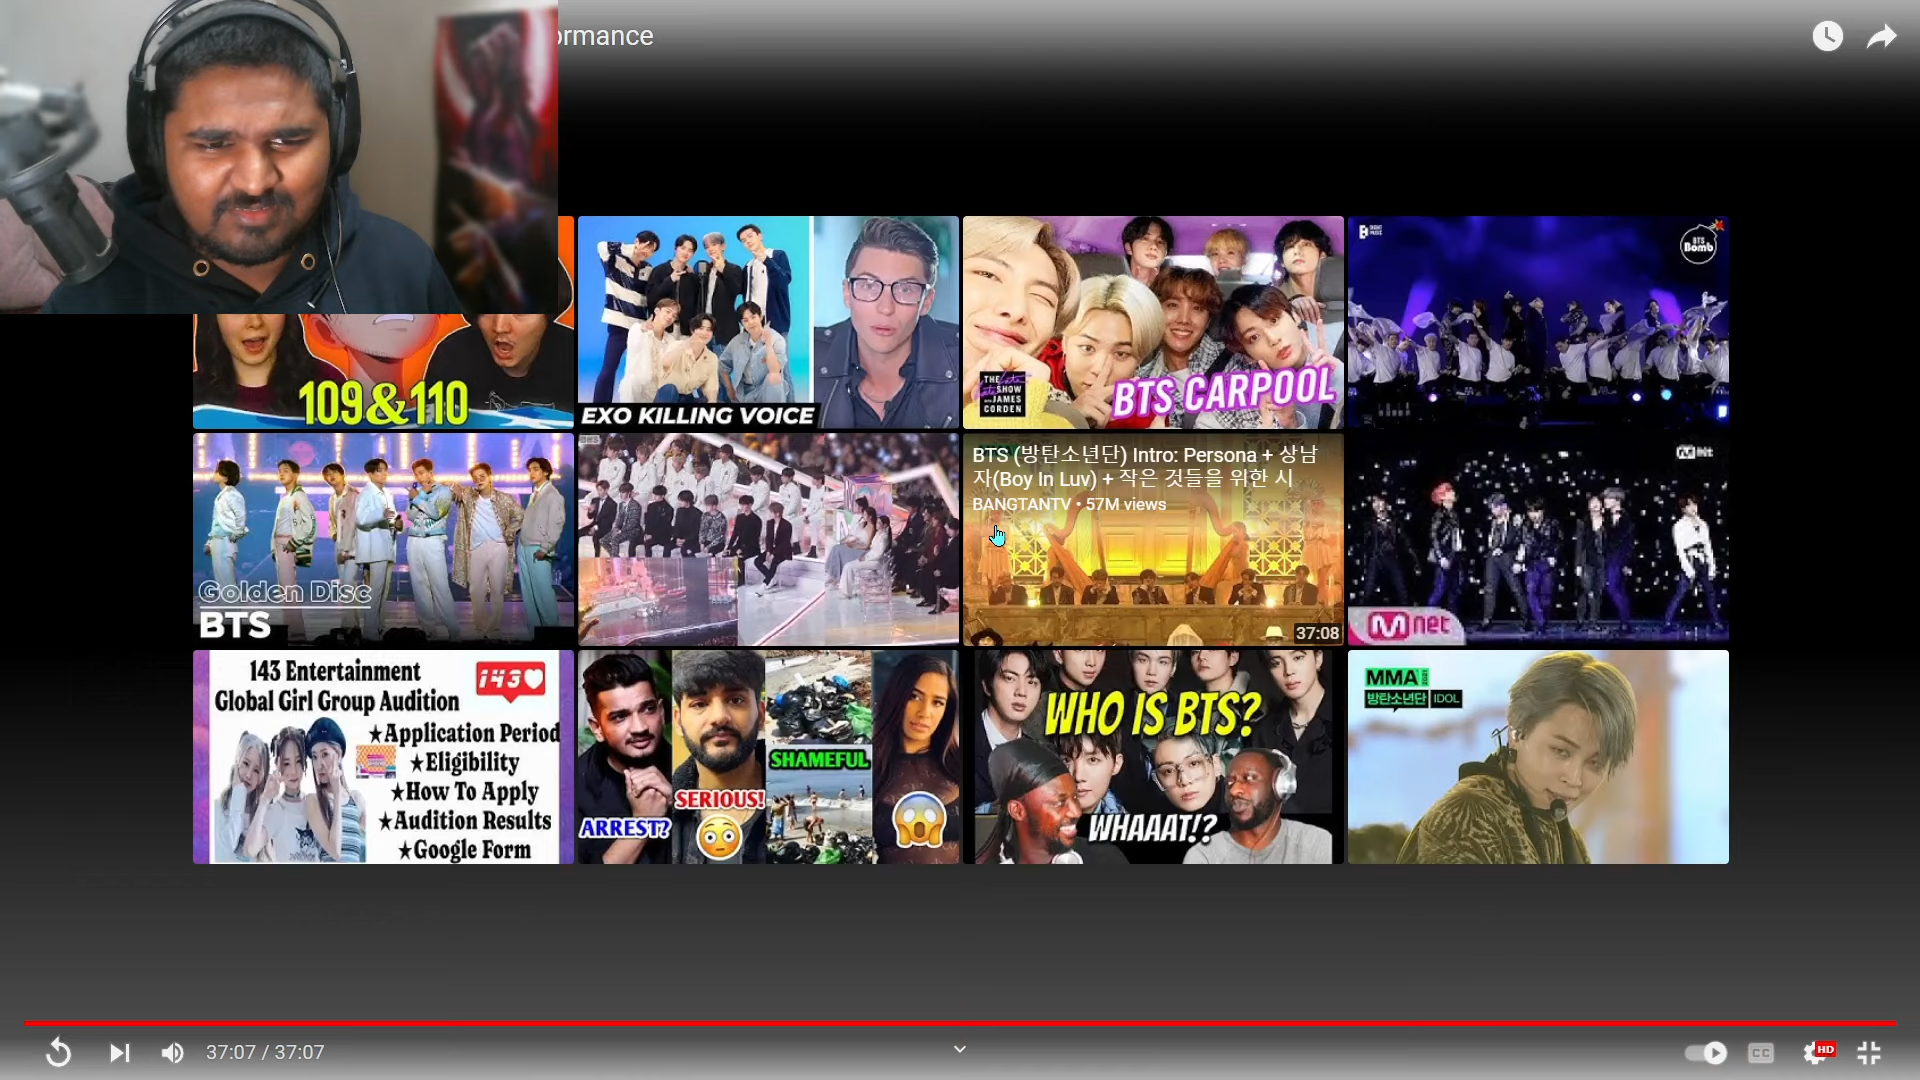 ormance
109&110
EXO KILLING VOICE
THE
late late
SHOW
WITH JAMES
CORDEN
BTS CARPOOL
BTS
Bomb
Golden Disc
BTS
BTS (방탄소년단) Intro: Persona + 상남
자(Boy In Luv) + 작은 것들을 위한 시
BANGTANTV • 57M views
37:08
Mnet
Mnet
143 Entertainment
Global Girl Group Audition
143
★Application Period
★Eligibility
★How To Apply
★Audition Results
★Google Form
ARREST?
SERIOUS!
SHAMEFUL
WHO IS BTS?
WHAAAT!?
MMA
방탄소년단 IDOL
37:07 / 37:07
CC
HD